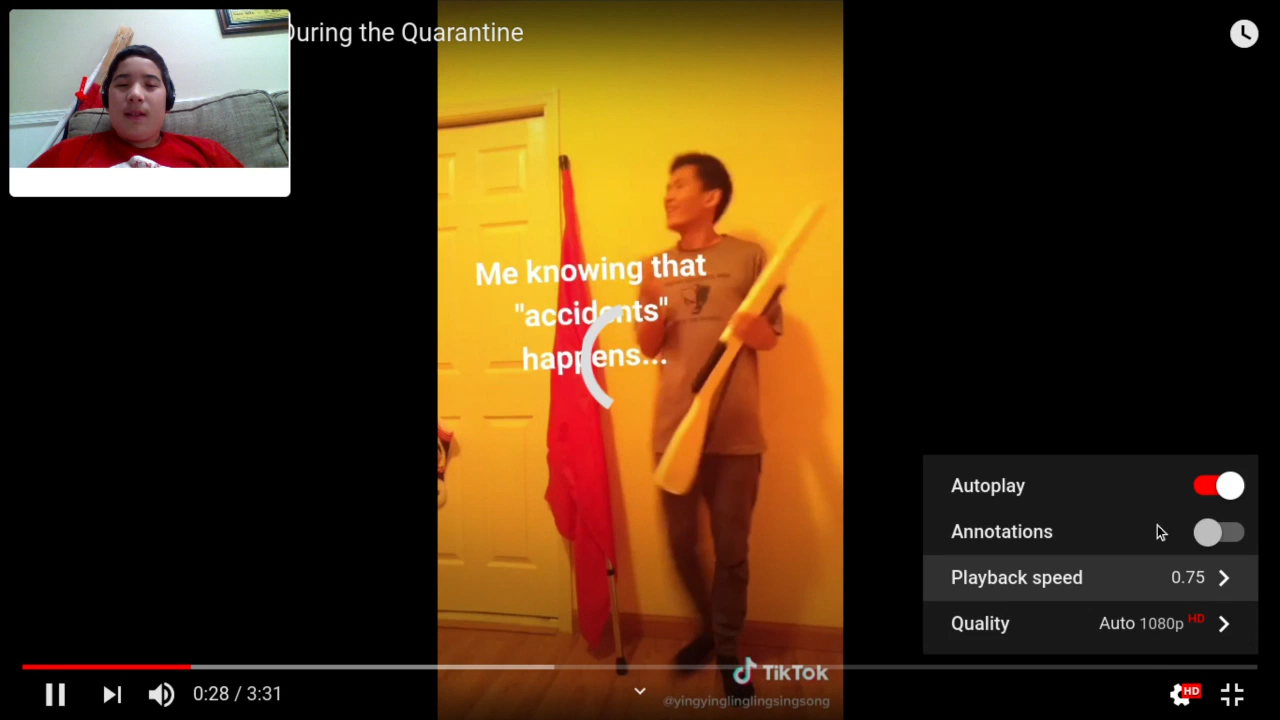 During the Quarantine
Me knowing that
"accidents"
happens...
Autoplay
Annotations
Playback speed 0.75
Quality Auto 1080p HD
TikTok
@yingyinglinglingsingsong
0:28 / 3:31
HD